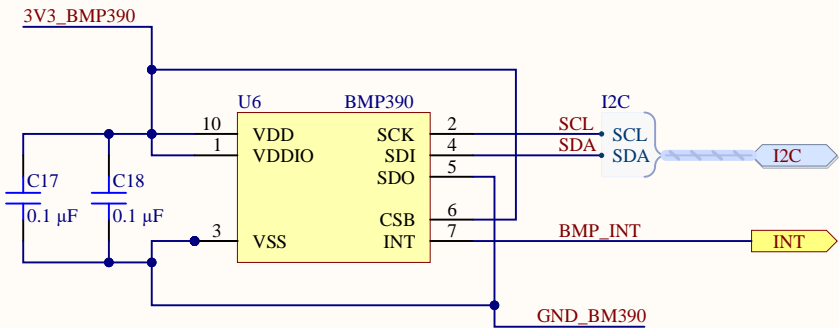 3V3_BMP390
U6 BMP390 I2C
10 VDD SCK 2 SCL SCL
1 VDDIO SDI 4 SDA SDA I2C
SDO 5
C17 C18
0.1 µF 0.1 µF
CSB 6
3 VSS INT 7 BMP_INT INT
GND_BM390